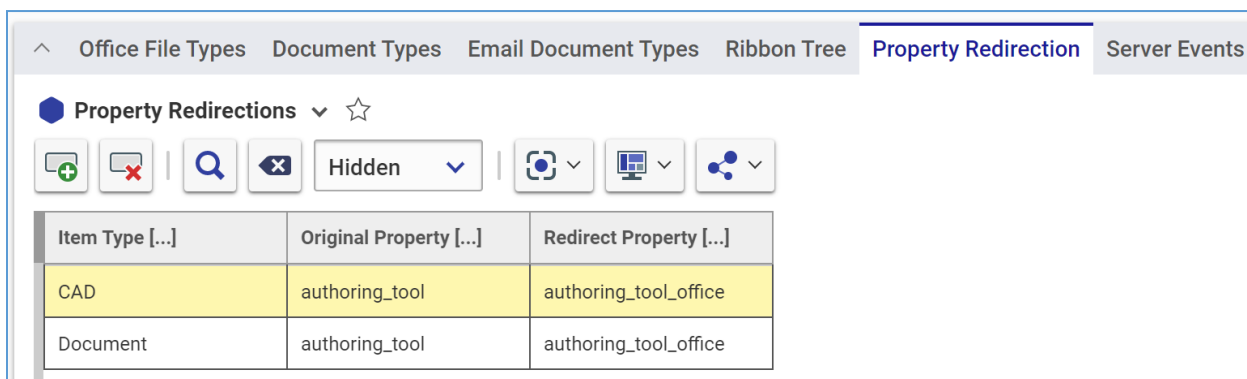 Office File Types Document Types Email Document Types Ribbon Tree Property Redirection Server Events
Property Redirections
Hidden
Item Type [...] Original Property [...] Redirect Property [...]
CAD authoring_tool authoring_tool_office
Document authoring_tool authoring_tool_office